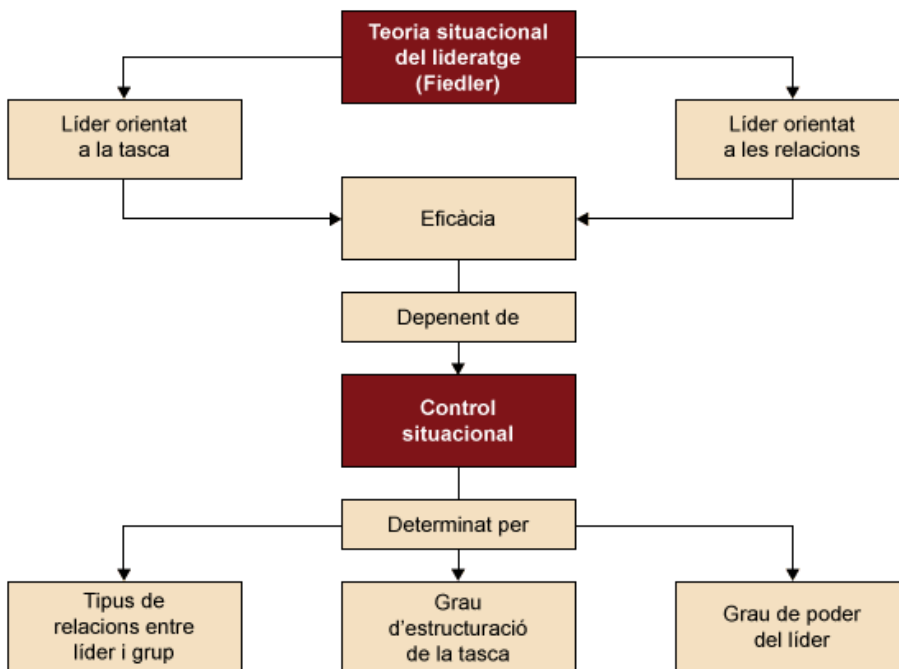 Teoria situacional
del lideratge
(Fiedler)
Líder orientat
a la tasca
Líder orientat
a les relacions
Eficàcia
Depenent de
Control
situacional
Determinat per
Tipus de
relacions entre
líder i grup
Grau
d'estructuració
de la tasca
Grau de poder
del líder